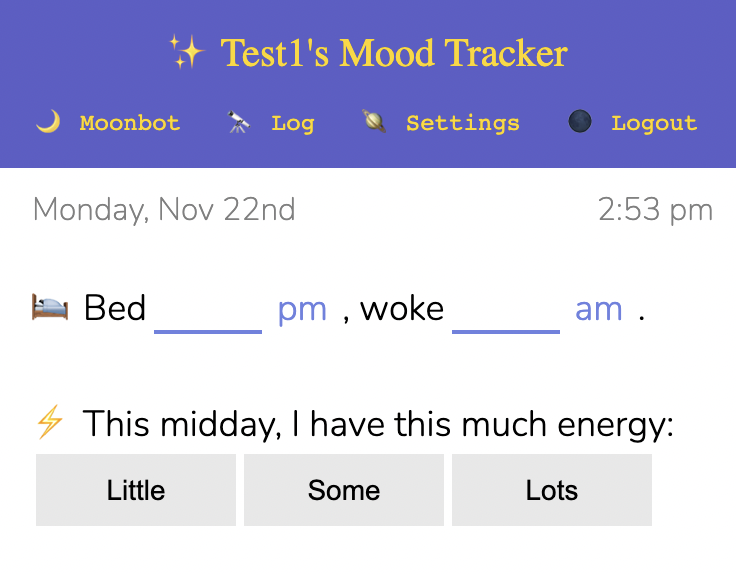 ✨ Test1's Mood Tracker
🌙 Moonbot 🔭 Log 🪐 Settings 🌑 Logout
Monday, Nov 22nd 2:53 pm
🛏️ Bed ______ pm , woke ______ am .
⚡ This midday, I have this much energy:
Little Some Lots